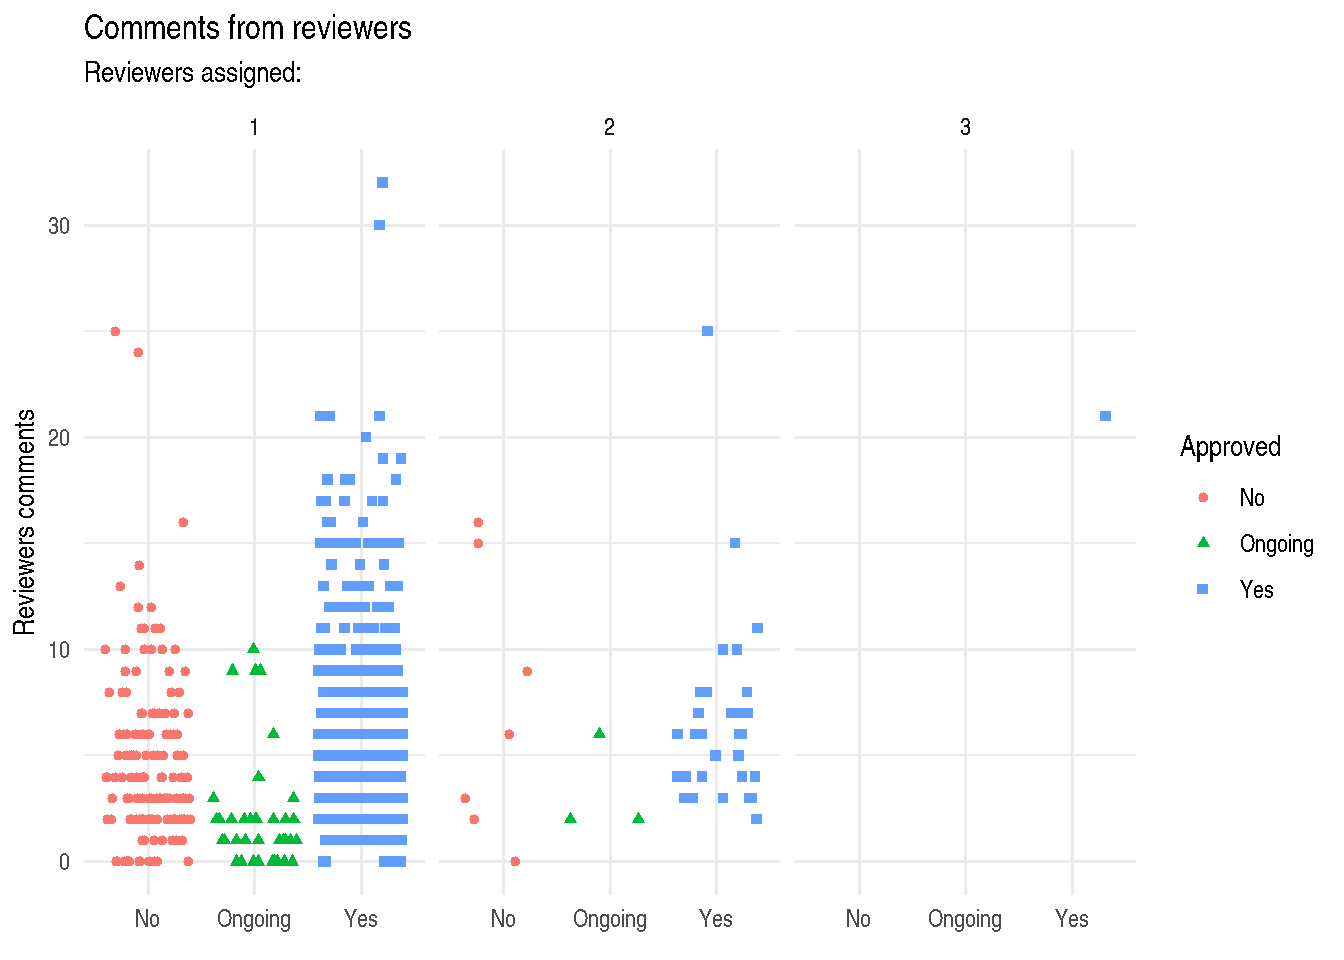 Comments from reviewers
Reviewers assigned:
1
2
3
Reviewers comments
30
20
10
0
No
Ongoing
Yes
No
Ongoing
Yes
No
Ongoing
Yes
Approved
No
Ongoing
Yes